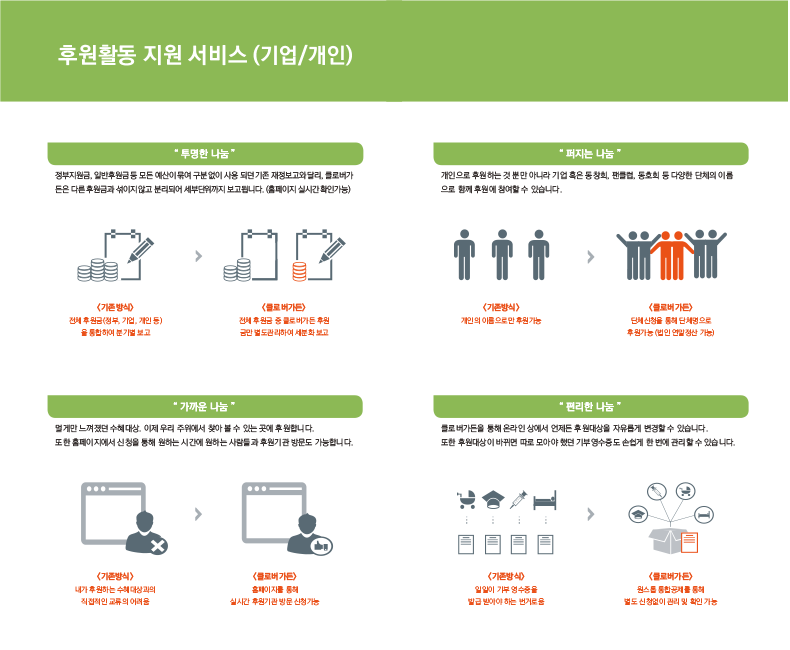 후원활동 지원 서비스 (기업/개인)
“ 투명한 나눔 ”
정부지원금, 일반후원금 등 모든 예산이 묶여 구분 없이 사용 되던 기존 재정보고와 달리, 클로버가
든은 다른 후원금과 섞이지 않고 분리되어 세부단위까지 보고됩니다. (홈페이지 실시간 확인가능)
<기존방식>
전체 후원금(정부, 기업, 개인 등)
을 통합하여 분기별 보고
<클로버가든>
전체 후원금 중 클로버가든 후원
금만 별도관리하여 세분화 보고
“ 퍼지는 나눔 ”
개인으로 후원하는 것 뿐만 아니라 기업 혹은 동창회, 팬클럽, 동호회 등 다양한 단체의 이름
으로 함께 후원에 참여할 수 있습니다.
<기존방식>
개인의 이름으로만 후원가능
<클로버가든>
단체신청을 통해 단체명으로
후원가능 (법인 연말정산 가능)
“ 가까운 나눔 ”
멀게만 느껴졌던 수혜대상. 이제 우리 주위에서 찾아 볼 수 있는 곳에 후원합니다.
또한 홈페이지에서 신청을 통해 원하는 시간에 원하는 사람들과 후원기관 방문도 가능합니다.
<기존방식>
내가 후원하는 수혜대상과의
직접적인 교류의 어려움
<클로버가든>
홈페이지를 통해
실시간 후원기관 방문 신청가능
“ 편리한 나눔 ”
클로버가든을 통해 온라인 상에서 언제든 후원대상을 자유롭게 변경할 수 있습니다.
또한 후원대상이 바뀌면 따로 모아야 했던 기부영수증도 손쉽게 한 번에 관리할 수 있습니다.
<기존방식>
일일이 기부 영수증을
발급 받아야 하는 번거로움
<클로버가든>
원스톱 통합공제를 통해
별도 신청없이 관리 및 확인 가능